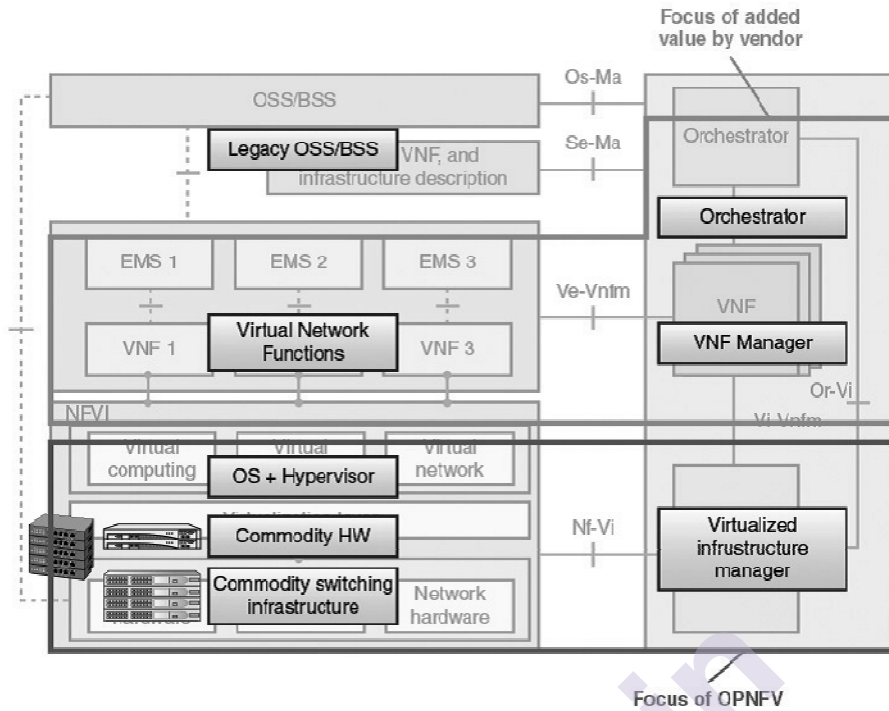 Focus of added
value by vendor
OSS/BSS
Os-Ma
Orchestrator
Legacy OSS/BSS
VNF, and
infrastructure description
Se-Ma
Orchestrator
EMS 1
EMS 2
EMS 3
Ve-Vnfm
VNF
VNF 1
Virtual Network
Functions
VNF 3
VNF Manager
Or-Vi
NFVI
Vi-Vnfm
Virtual
computing
Virtual
Virtual
network
OS + Hypervisor
Commodity HW
Nf-Vi
Virtualized
infrustructure
manager
Commodity switching
infrastructure
Network
hardware
Focus of OPNFV